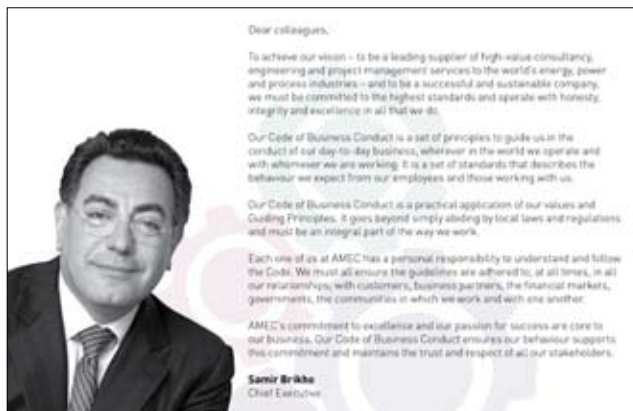 Dear colleagues,
To achieve our vision – to be a leading supplier of high-value consultancy,
engineering and project management services to the world's energy, power
and process industries – and to be a successful and sustainable company,
we must be committed to the highest standards and operate with honesty,
integrity and excellence in all that we do.
Our Code of Business Conduct is a set of principles to guide us in the
conduct of our day-to-day business, wherever in the world we operate and
with whomever we are working. It is a set of standards that describes the
behaviour we expect from our employees and those working with us.
Our Code of Business Conduct is a practical application of our values and
Guiding Principles. It goes beyond simply abiding by local laws and regulations
and must be an integral part of the way we work.
Each one of us at AMEC has a personal responsibility to understand and follow
the Code. We must all ensure the guidelines are adhered to, at all times, in all
our relationships; with customers, business partners, the financial markets,
governments, the communities in which we work and with one another.
AMEC's commitment to excellence and our passion for success are core to
our business. Our Code of Business Conduct ensures our behaviour supports
this commitment and maintains the trust and respect of all our stakeholders.
Samir Brikho
Chief Executive